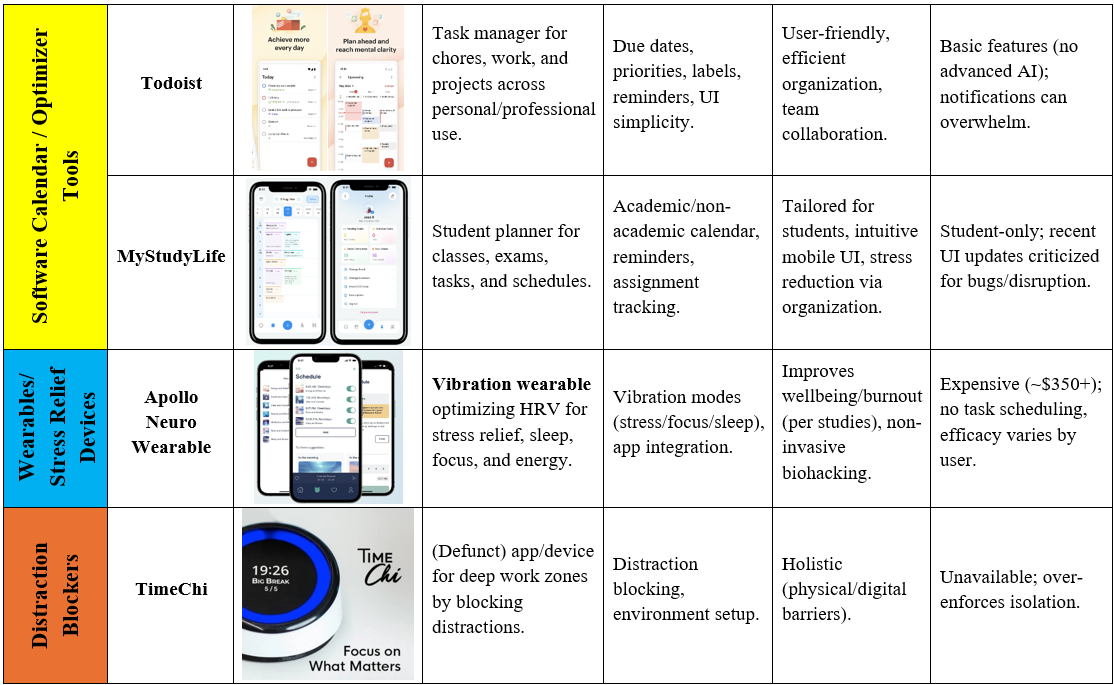 Software Calendar / Optimizer
Tools
Todoist
Achieve more
every day
Today
Plan ahead and
reach mental clarity
Upcoming
Task manager for
chores, work, and
projects across
personal/professional
use.
Due dates,
priorities, labels,
reminders, UI
simplicity.
User-friendly,
efficient
organization,
team
collaboration.
Basic features (no
advanced AI);
notifications can
overwhelm.
MyStudyLife
Student planner for
classes, exams,
tasks, and schedules.
Academic/non-
academic calendar,
reminders,
assignment
tracking.
Tailored for
students, intuitive
mobile UI, stress
reduction via
organization.
Student-only; recent
UI updates criticized
for bugs/disruption.
Wearables/
Stress Relief
Devices
Apollo
Neuro
Wearable
Schedule
Vibration wearable
optimizing HRV for
stress relief, sleep,
focus, and energy.
Vibration modes
(stress/focus/sleep),
app integration.
Improves
wellbeing/burnout
(per studies), non-
invasive
biohacking.
Expensive (~$350+);
no task scheduling,
efficacy varies by
user.
Distraction
Blockers
TimeChi
19:26
BIG BREAK
5/5
TIME
Chi
Focus on
What Matters
(Defunct) app/device
for deep work zones
by blocking
distractions.
Distraction
blocking,
environment setup.
Holistic
(physical/digital
barriers).
Unavailable; over-
enforces isolation.